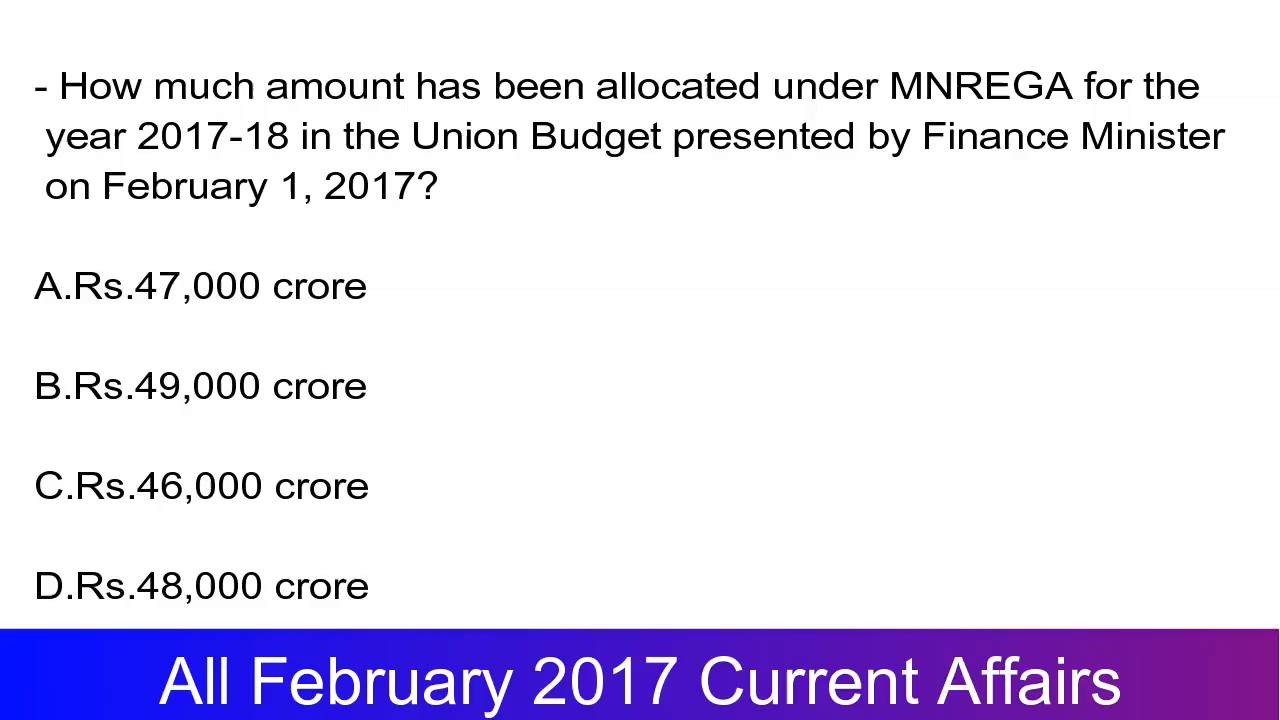 - How much amount has been allocated under MNREGA for the
year 2017-18 in the Union Budget presented by Finance Minister
on February 1, 2017?
A.Rs.47,000 crore
B.Rs.49,000 crore
C.Rs.46,000 crore
D.Rs.48,000 crore
All February 2017 Current Affairs